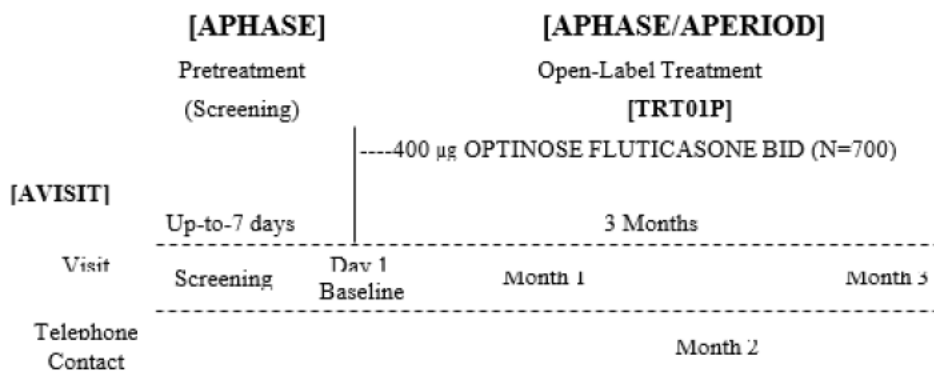 [APHASE] [APHASE/APERIOD]
Pretreatment Open-Label Treatment
(Screening) [TRT01P]
----400 µg OPTINOSE FLUTICASONE BID (N=700)
[AVISIT]
Up-to-7 days 3 Months
Visit Screening Day 1 Month 1 Month 3
Baseline
Telephone
Contact Month 2